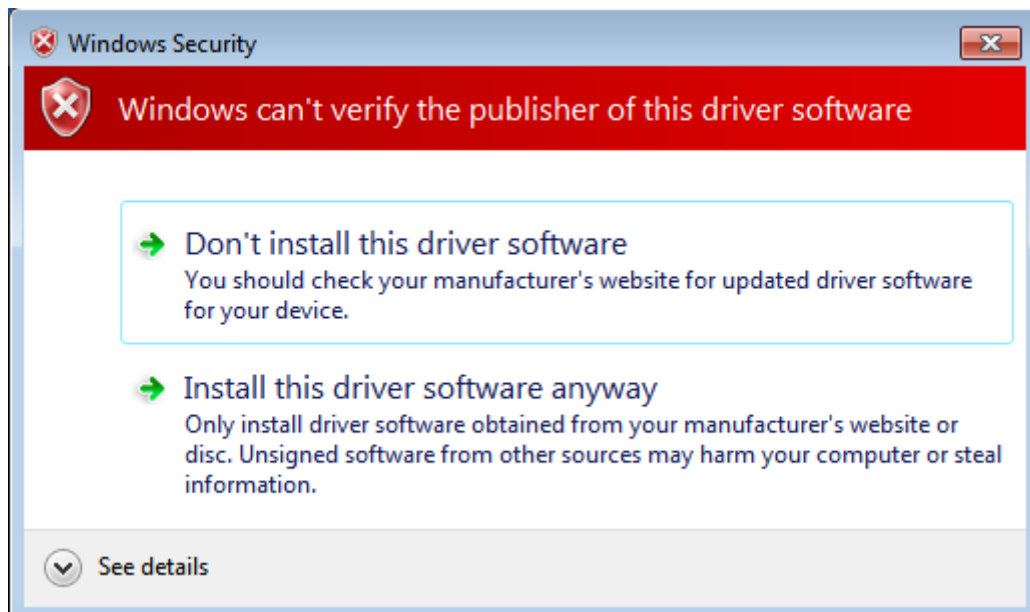 Windows Security
Windows can't verify the publisher of this driver software
Don't install this driver software
You should check your manufacturer's website for updated driver software
for your device.
Install this driver software anyway
Only install driver software obtained from your manufacturer's website or
disc. Unsigned software from other sources may harm your computer or steal
information.
See details